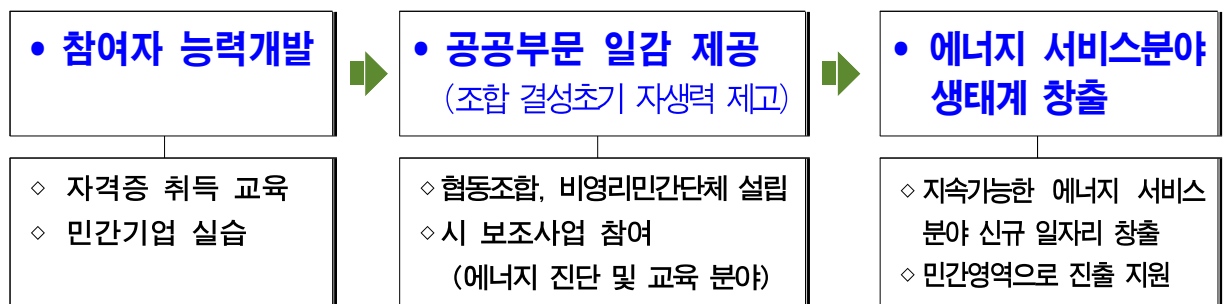 • 참여자 능력개발
◇ 자격증 취득 교육
◇ 민간기업 실습
• 공공부문 일감 제공
(조합 결성초기 자생력 제고)
◇ 협동조합, 비영리민간단체 설립
◇ 시 보조사업 참여
(에너지 진단 및 교육 분야)
• 에너지 서비스분야
생태계 창출
◇ 지속가능한 에너지 서비스
분야 신규 일자리 창출
◇ 민간영역으로 진출 지원